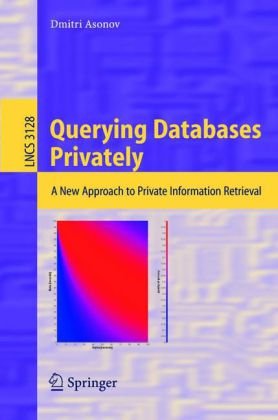 Dmitri Asonov
LNCS 3128
Querying Databases
Privately
A New Approach to Private Information Retrieval
Springer